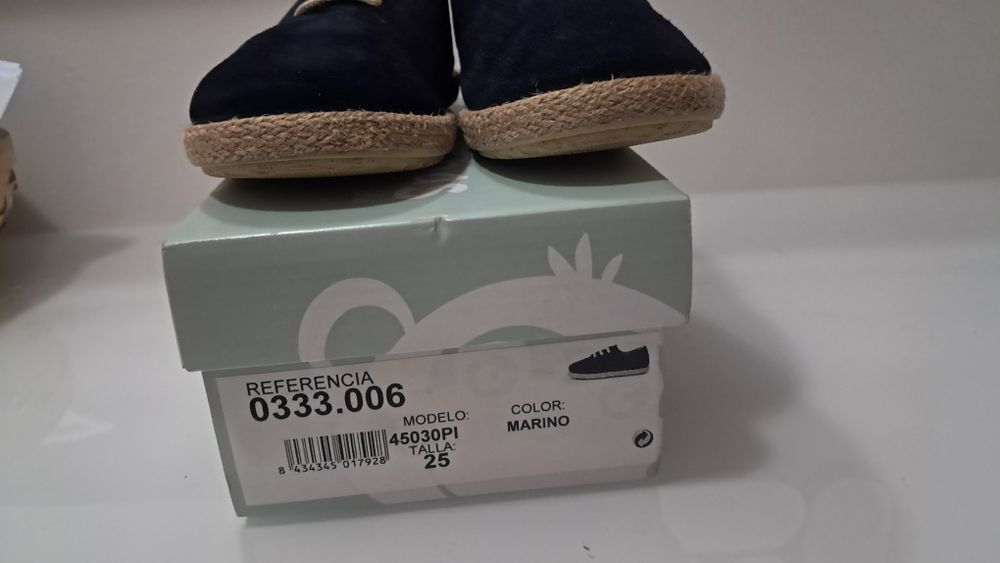 REFERENCIA
0333.006
MODELO:
45030PI
COLOR:
MARINO
TALLA:
25
8 434345 017928